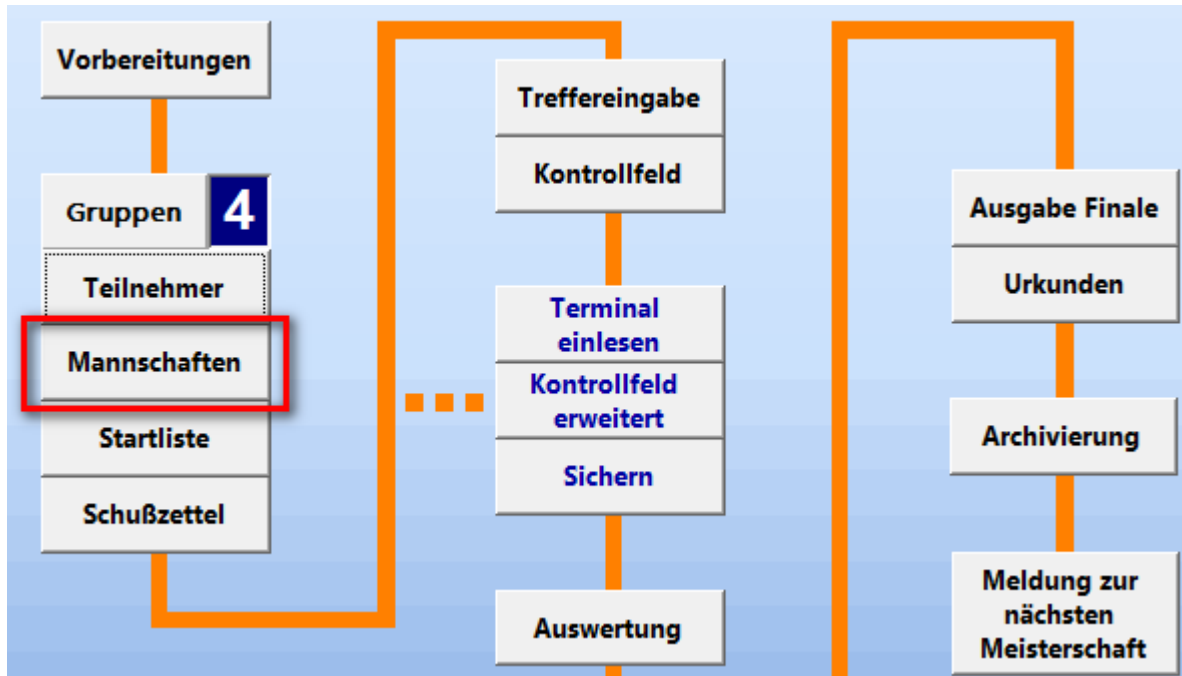 Vorbereitungen
Gruppen 4
Teilnehmer
Mannschaften
Startliste
Schußzettel
Treffereingabe
Kontrollfeld
Terminal
einlesen
Kontrollfeld
erweitert
Sichern
Auswertung
Ausgabe Finale
Urkunden
Archivierung
Meldung zur
nächsten
Meisterschaft